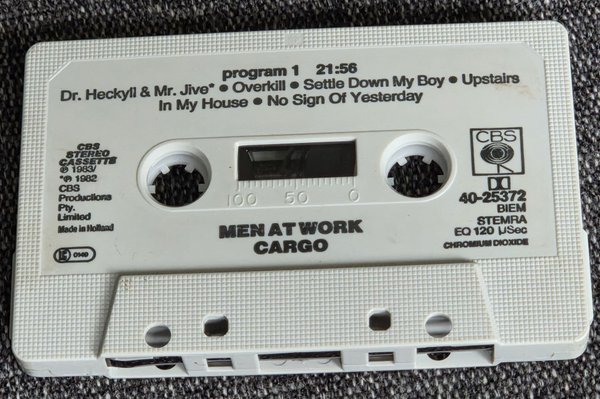 program 1 21:56
Dr. Heckyll & Mr. Jive* • Overkill • Settle Down My Boy • Upstairs
In My House • No Sign Of Yesterday
CBS
STEREO
CASSETTE
℗ 1983/
*℗ 1982
CBS
Productions
Pty.
Limited
Made in Holland
0149
100 50 0
MEN AT WORK
CARGO
CBS
40-25372
BIEM
STEMRA
EQ 120 µSec
CHROMIUM DIOXIDE